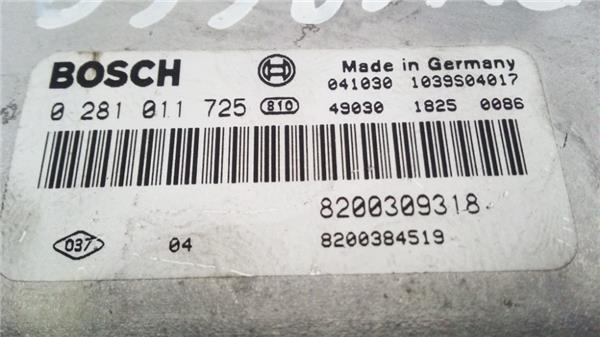 BOSCH
Made in Germany
041030 1039S04017
0 281 011 725 810
49030 1825 0086
8200309318
037 04
8200384519